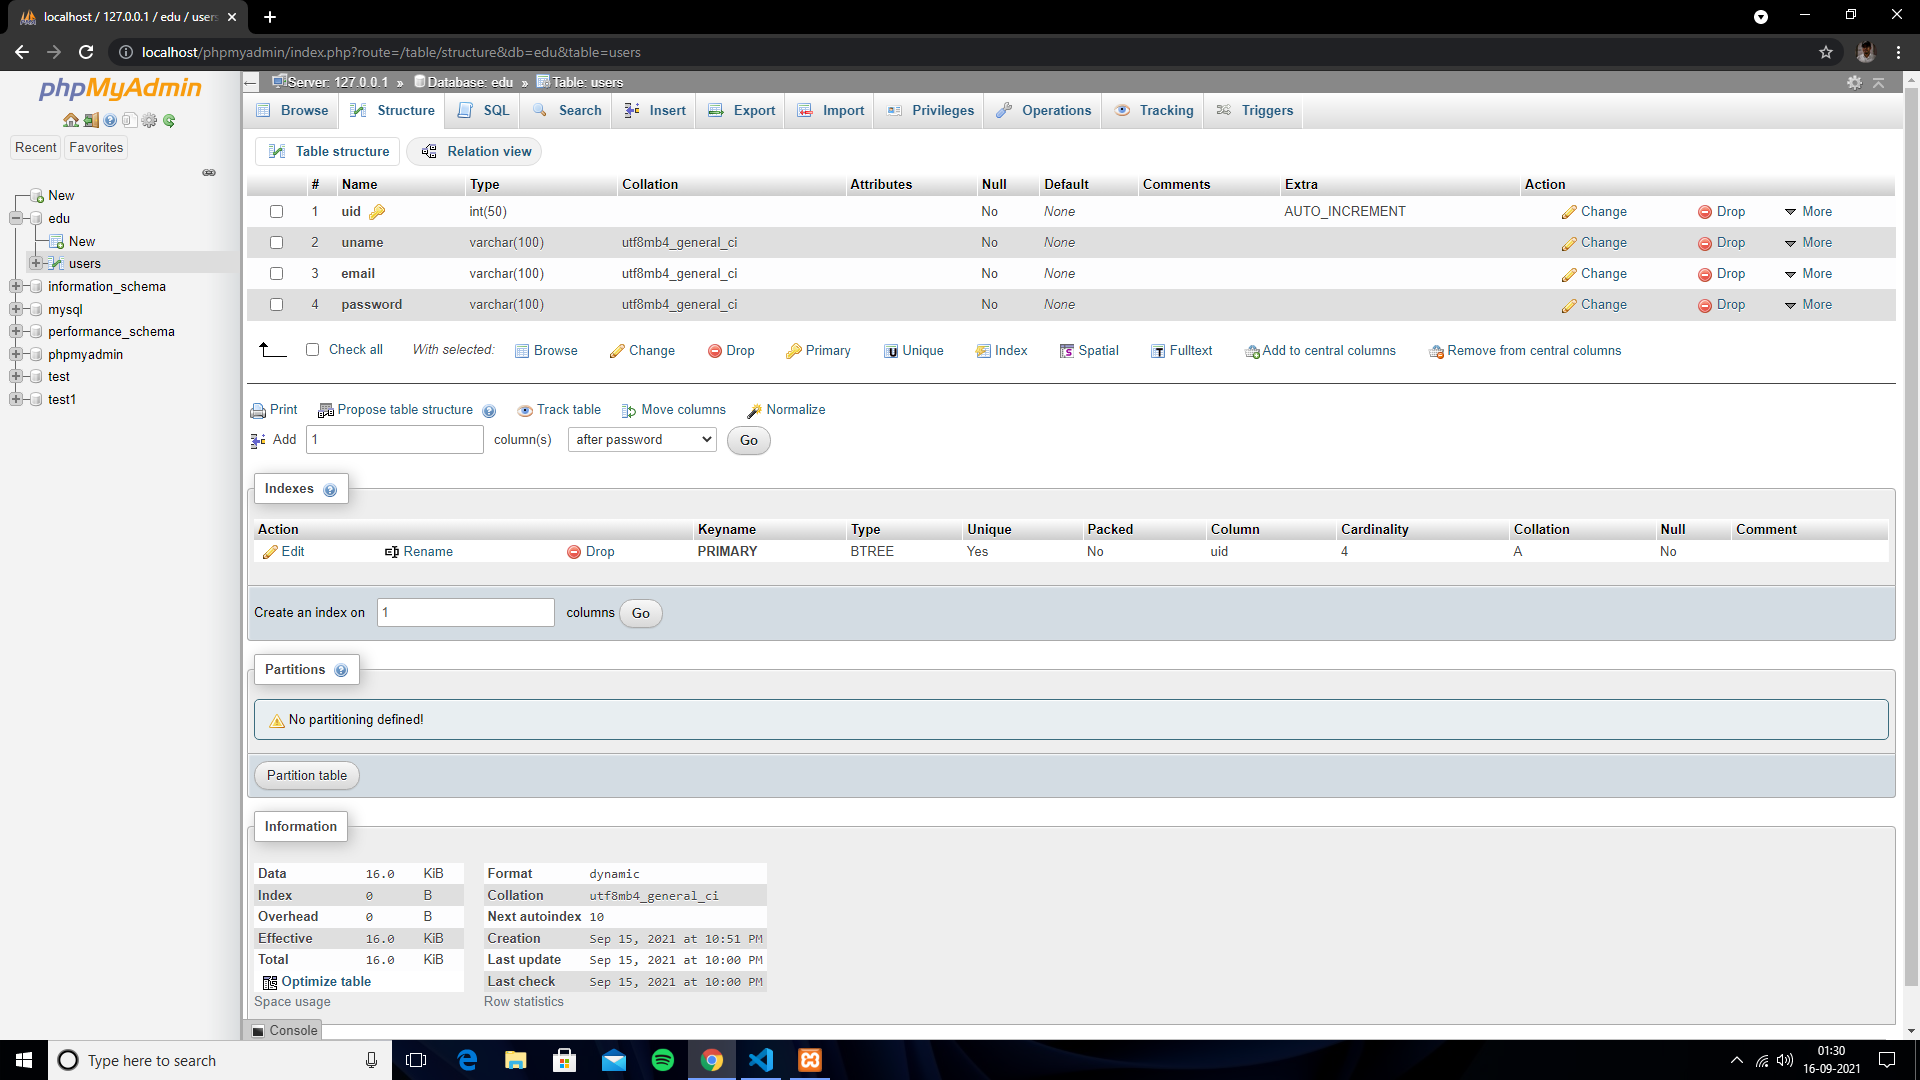 localhost / 127.0.0.1 / edu / users
localhost/phpmyadmin/index.php?route=/table/structure&db=edu&table=users
phpMyAdmin
Recent Favorites
New
edu
New
users
information_schema
mysql
performance_schema
phpmyadmin
test
test1
Server: 127.0.0.1 » Database: edu » Table: users
Browse Structure SQL Search Insert Export Import Privileges Operations Tracking Triggers
Table structure Relation view
# Name Type Collation Attributes Null Default Comments Extra Action
1 uid int(50) No None AUTO_INCREMENT Change Drop More
2 uname varchar(100) utf8mb4_general_ci No None Change Drop More
3 email varchar(100) utf8mb4_general_ci No None Change Drop More
4 password varchar(100) utf8mb4_general_ci No None Change Drop More
Check all With selected: Browse Change Drop Primary Unique Index Spatial Fulltext Add to central columns Remove from central columns
Print Propose table structure Track table Move columns Normalize
Add 1 column(s) after password Go
Indexes
Action Keyname Type Unique Packed Column Cardinality Collation Null Comment
Edit Rename Drop PRIMARY BTREE Yes No uid 4 A No
Create an index on 1 columns Go
Partitions
No partitioning defined!
Partition table
Information
Data 16.0 KiB
Index 0 B
Overhead 0 B
Effective 16.0 KiB
Total 16.0 KiB
Optimize table
Space usage
Format dynamic
Collation utf8mb4_general_ci
Next autoindex 10
Creation Sep 15, 2021 at 10:51 PM
Last update Sep 15, 2021 at 10:00 PM
Last check Sep 15, 2021 at 10:00 PM
Row statistics
Console
Type here to search
01:30
16-09-2021